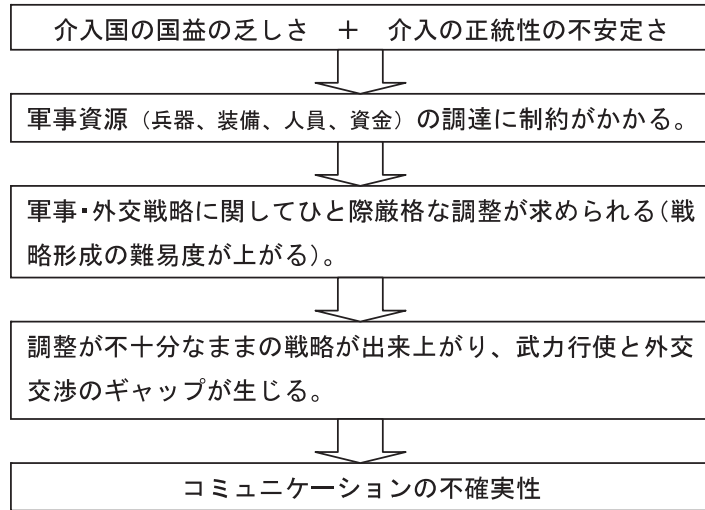 介入国の国益の乏しさ ＋ 介入の正統性の不安定さ
軍事資源（兵器、装備、人員、資金）の調達に制約がかかる。
軍事・外交戦略に関してひと際厳格な調整が求められる（戦
略形成の難易度が上がる）。
調整が不十分なままの戦略が出来上がり、武力行使と外交
交渉のギャップが生じる。
コミュニケーションの不確実性